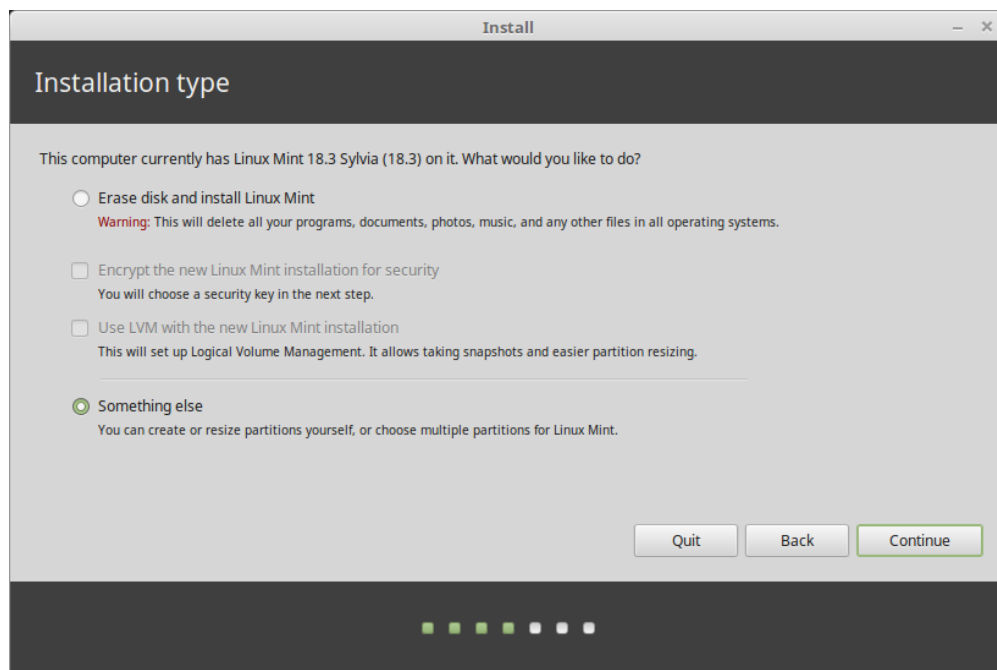 Install
Installation type
This computer currently has Linux Mint 18.3 Sylvia (18.3) on it. What would you like to do?
Erase disk and install Linux Mint
Warning: This will delete all your programs, documents, photos, music, and any other files in all operating systems.
Encrypt the new Linux Mint installation for security
You will choose a security key in the next step.
Use LVM with the new Linux Mint installation
This will set up Logical Volume Management. It allows taking snapshots and easier partition resizing.
Something else
You can create or resize partitions yourself, or choose multiple partitions for Linux Mint.
Quit Back Continue